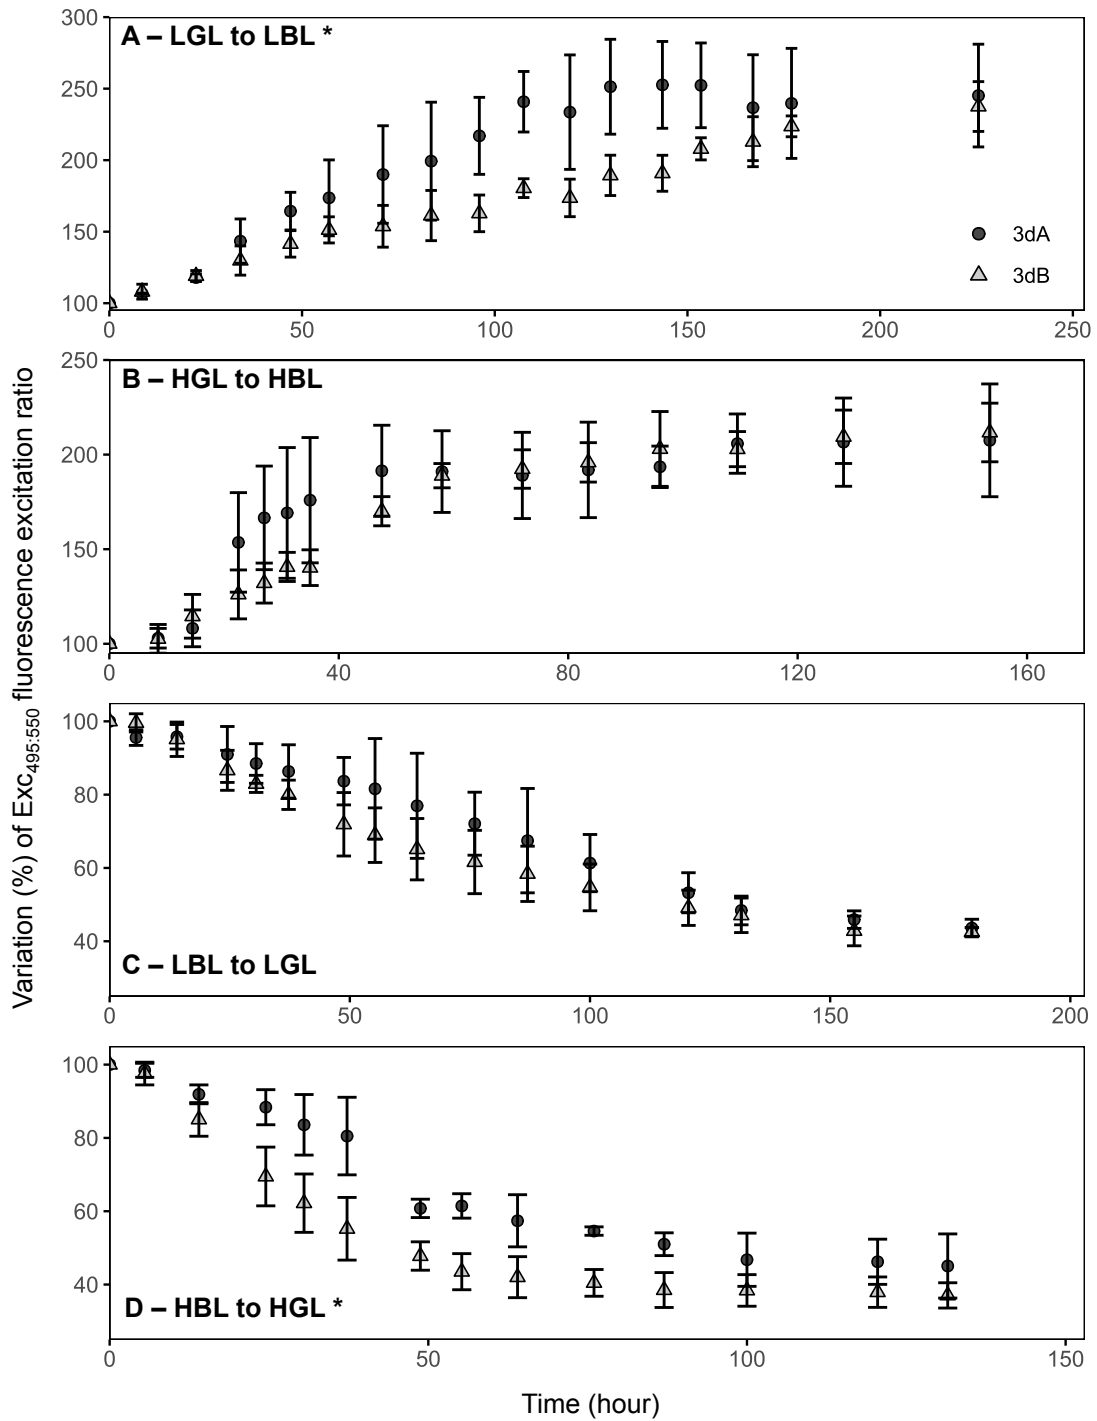 Variation (%) of Exc495:550 fluorescence excitation ratio
A – LGL to LBL *
300
250
200
150
100
3dA
3dB
0 50 100 150 200 250
B – HGL to HBL
250
200
150
100
0 40 80 120 160
100
80
60
40
C – LBL to LGL
0 50 100 150 200
100
80
60
40
D – HBL to HGL *
0 50 100 150
Time (hour)